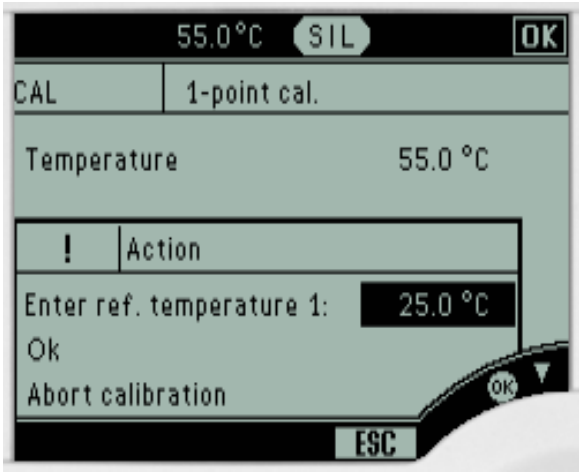 55.0°C SIL OK
CAL 1-point cal.
Temperature 55.0 °C
! Action
Enter ref. temperature 1: 25.0 °C
Ok
Abort calibration
OK
ESC